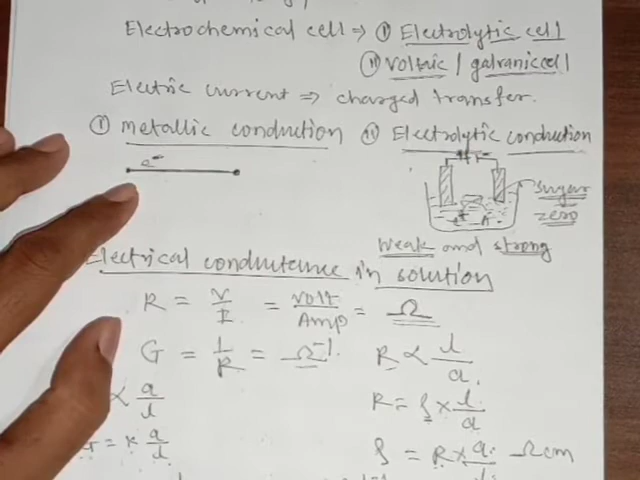 Electrochemical cell ⇒ (i) Electrolytic cell
(ii) voltaic / galvanic cell
Electric current ⇒ charged transfer.
(i) metallic conduction (ii) Electrolytic conduction
e⁻
sugar
zero
weak and strong
Electrical conductance in solution
R = V/I = volt/Amp = Ω
G = 1/R = Ω⁻¹. R ∝ l/a.
∝ a/l R = ρ × l/a
= κ a/l ρ = R × a/l Ωcm